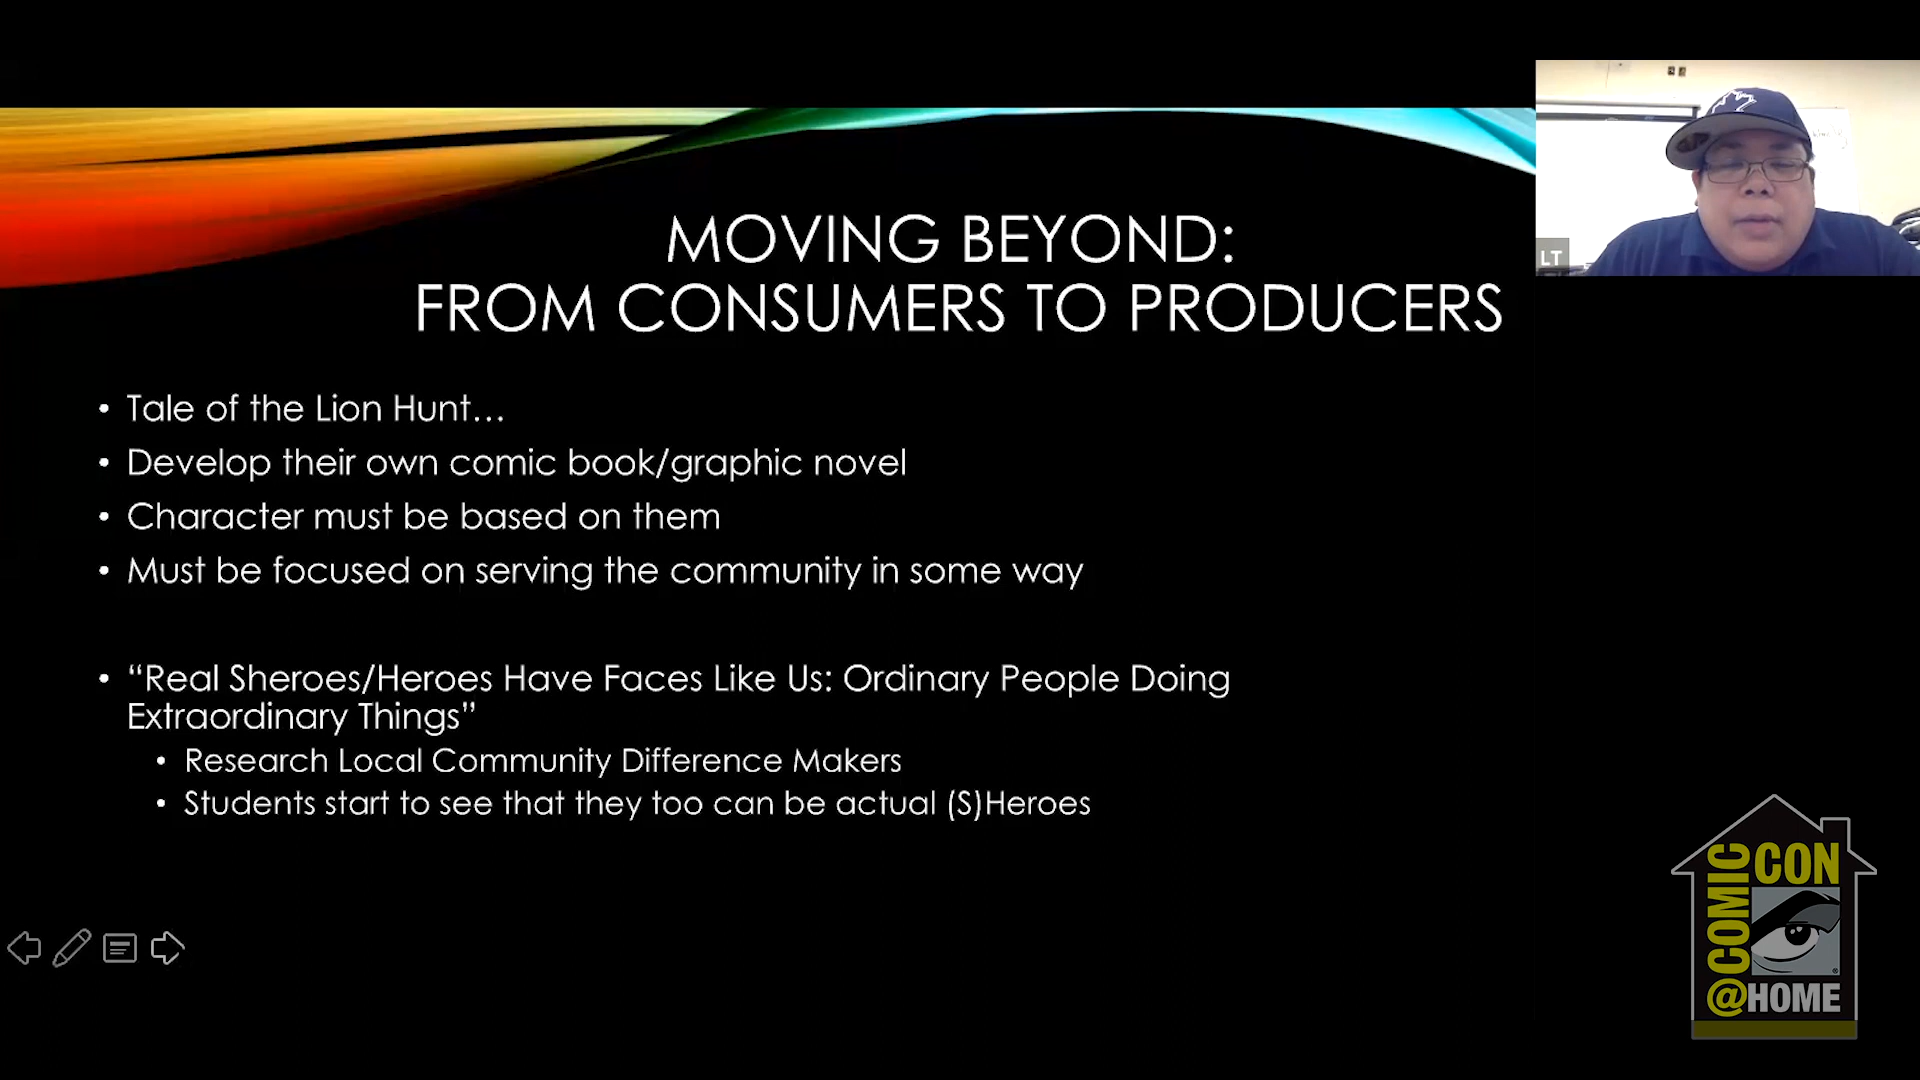 MOVING BEYOND:
FROM CONSUMERS TO PRODUCERS
• Tale of the Lion Hunt…
• Develop their own comic book/graphic novel
• Character must be based on them
• Must be focused on serving the community in some way
• “Real Sheroes/Heroes Have Faces Like Us: Ordinary People Doing
Extraordinary Things”
• Research Local Community Difference Makers
• Students start to see that they too can be actual (S)Heroes
LT
COMIC
CON
@HOME